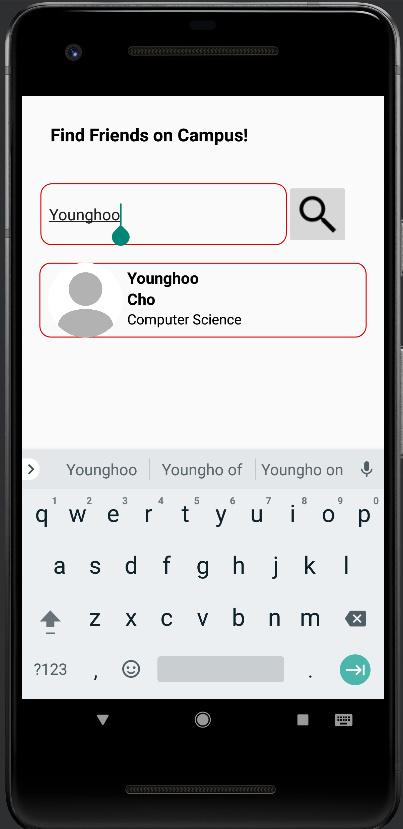 Find Friends on Campus!
Younghoo
Younghoo
Cho
Computer Science
Younghoo Youngho of Youngho on
1 2 3 4 5 6 7 8 9 0
q w e r t y u i o p
a s d f g h j k l
z x c v b n m
?123 , .